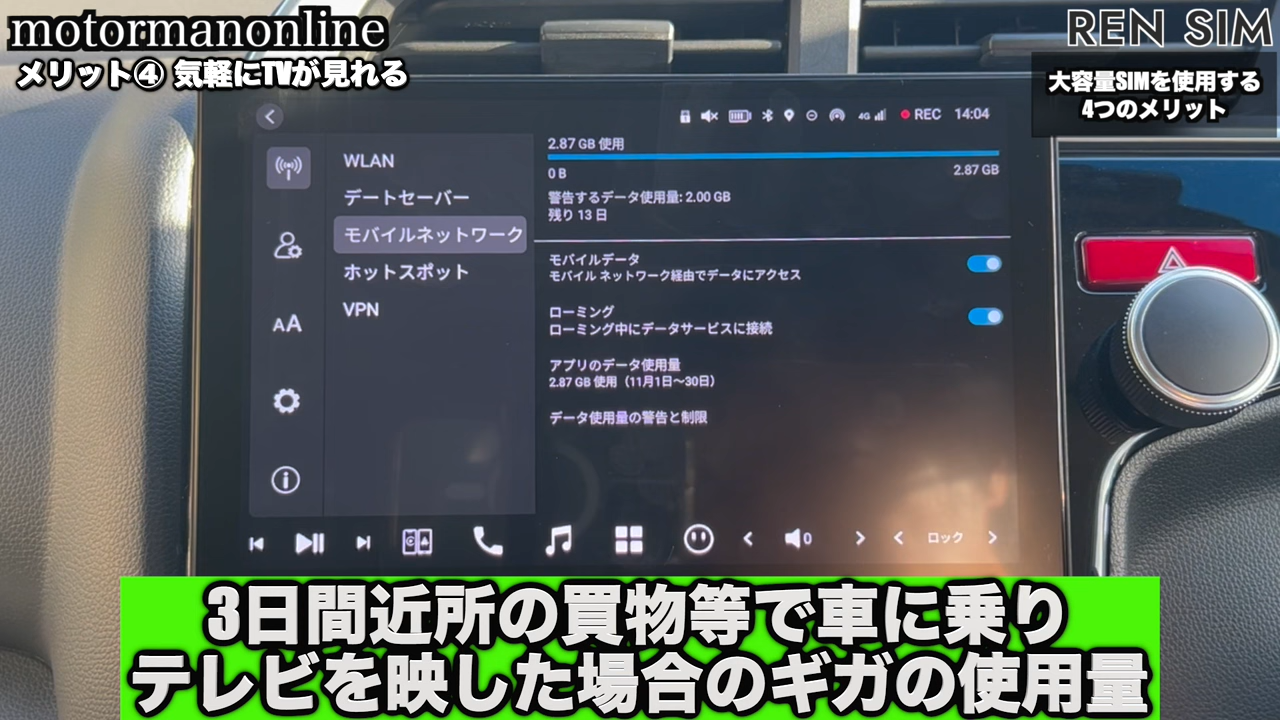 motormanonline
メリット④ 気軽にTVが見れる
REN SIM
大容量SIMを使用する
4つのメリット
4G
REC
14:04
WLAN
デートセーバー
モバイルネットワーク
ホットスポット
VPN
AA
2.87 GB 使用
0 B
2.87 GB
警告するデータ使用量: 2.00 GB
残り 13 日
モバイルデータ
モバイル ネットワーク経由でデータにアクセス
ローミング
ローミング中にデータサービスに接続
アプリのデータ使用量
2.87 GB 使用（11月1日〜30日）
データ使用量の警告と制限
0
ロック
3日間近所の買物等で車に乗り
テレビを映した場合のギガの使用量